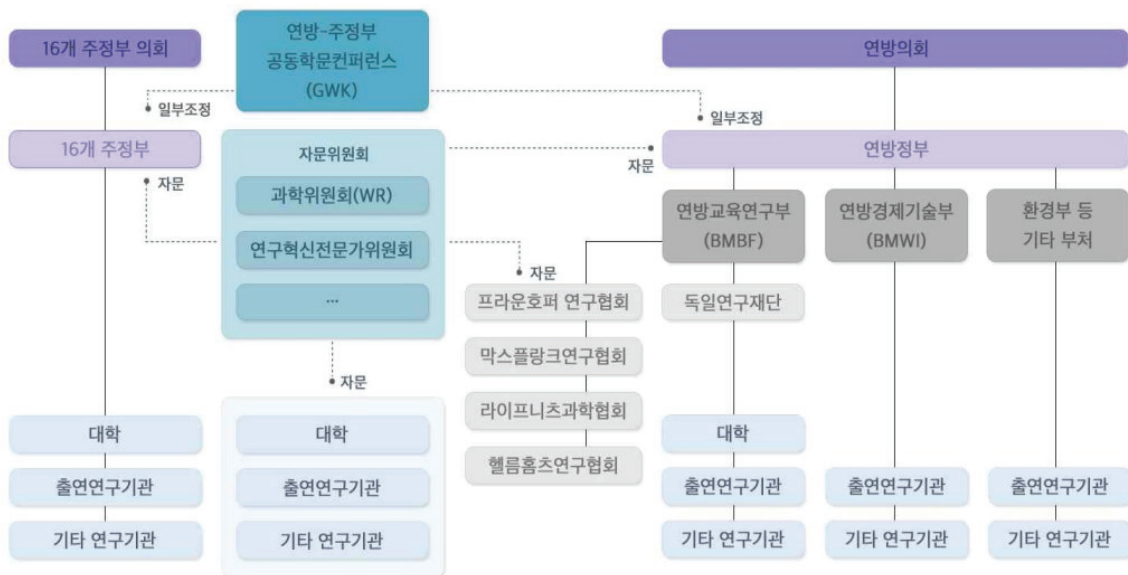 16개 주정부 의회
연방-주정부
공동학문컨퍼런스
(GWK)
연방의회
일부조정
일부조정
16개 주정부
자문위원회
연방정부
자문
자문
과학위원회(WR)
연방교육연구부
(BMBF)
연방경제기술부
(BMWI)
환경부 등
기타 부처
연구혁신전문가위원회
자문
...
프라운호퍼 연구협회
독일연구재단
막스플랑크연구협회
자문
라이프니츠과학협회
헬름홈츠연구협회
대학
대학
대학
출연연구기관
출연연구기관
출연연구기관
출연연구기관
출연연구기관
기타 연구기관
기타 연구기관
기타 연구기관
기타 연구기관
기타 연구기관